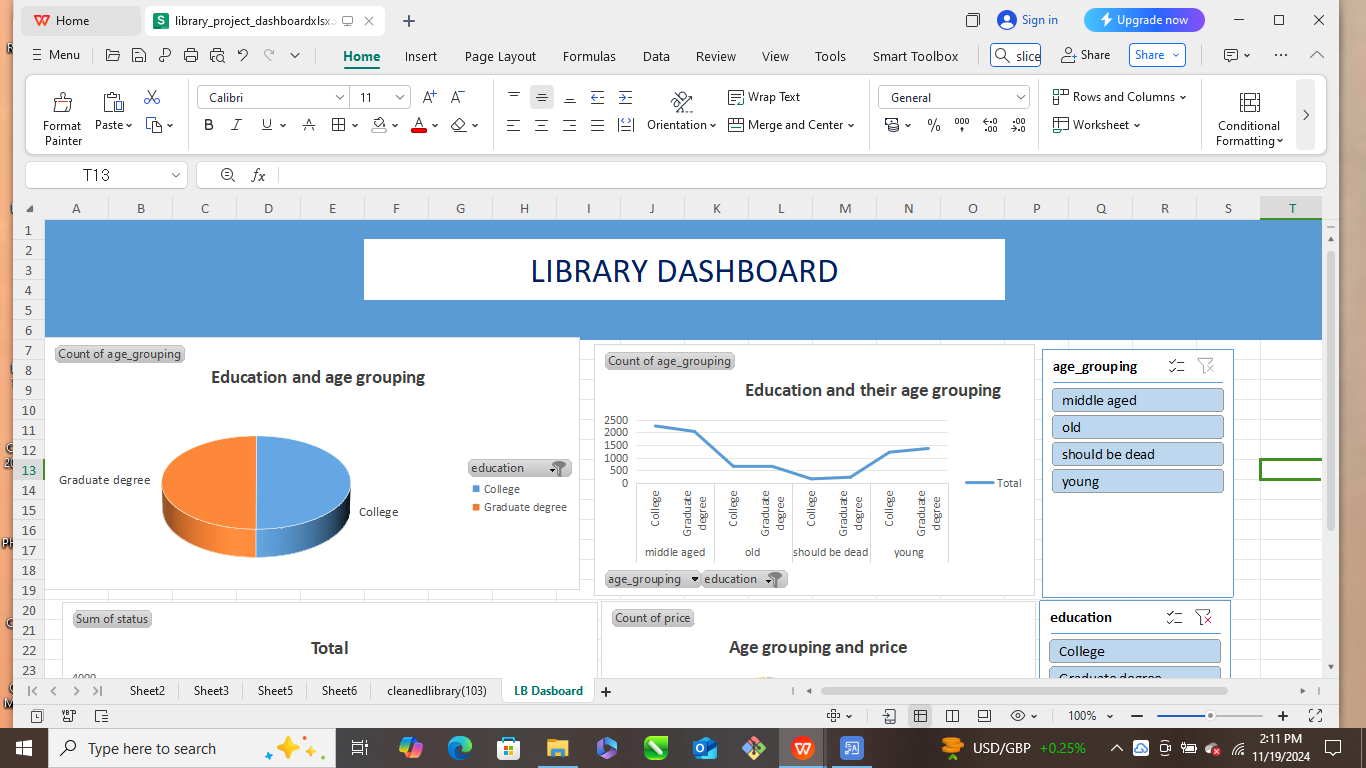 Home
library_project_dashboardxlsx.
Sign in
Upgrade now
Menu
Home Insert Page Layout Formulas Data Review View Tools Smart Toolbox
slice
Share
Share
Format Painter
Paste
Calibri 11
B I U A A
Orientation
Wrap Text
Merge and Center
General
Rows and Columns
Worksheet
Conditional Formatting
T13
fx
A B C D E F G H I J K L M N O P Q R S T
1
2
3
4
5
6
7
8
9
10
11
12
13
14
15
16
17
18
19
20
21
22
23
LIBRARY DASHBOARD
Count of age_grouping
Education and age grouping
Graduate degree
College
education
College
Graduate degree
Count of age_grouping
Education and their age grouping
2500
2000
1500
1000
500
0
College Graduate degree College Graduate degree College Graduate degree College Graduate degree
middle aged old should be dead young
Total
age_grouping education
age_grouping
middle aged
old
should be dead
young
Sum of status
Total
4000
Count of price
Age grouping and price
education
College
Graduate degree
Sheet2 Sheet3 Sheet5 Sheet6 cleanedlibrary(103) LB Dasboard
100%
Type here to search
USD/GBP +0.25%
2:11 PM
11/19/2024